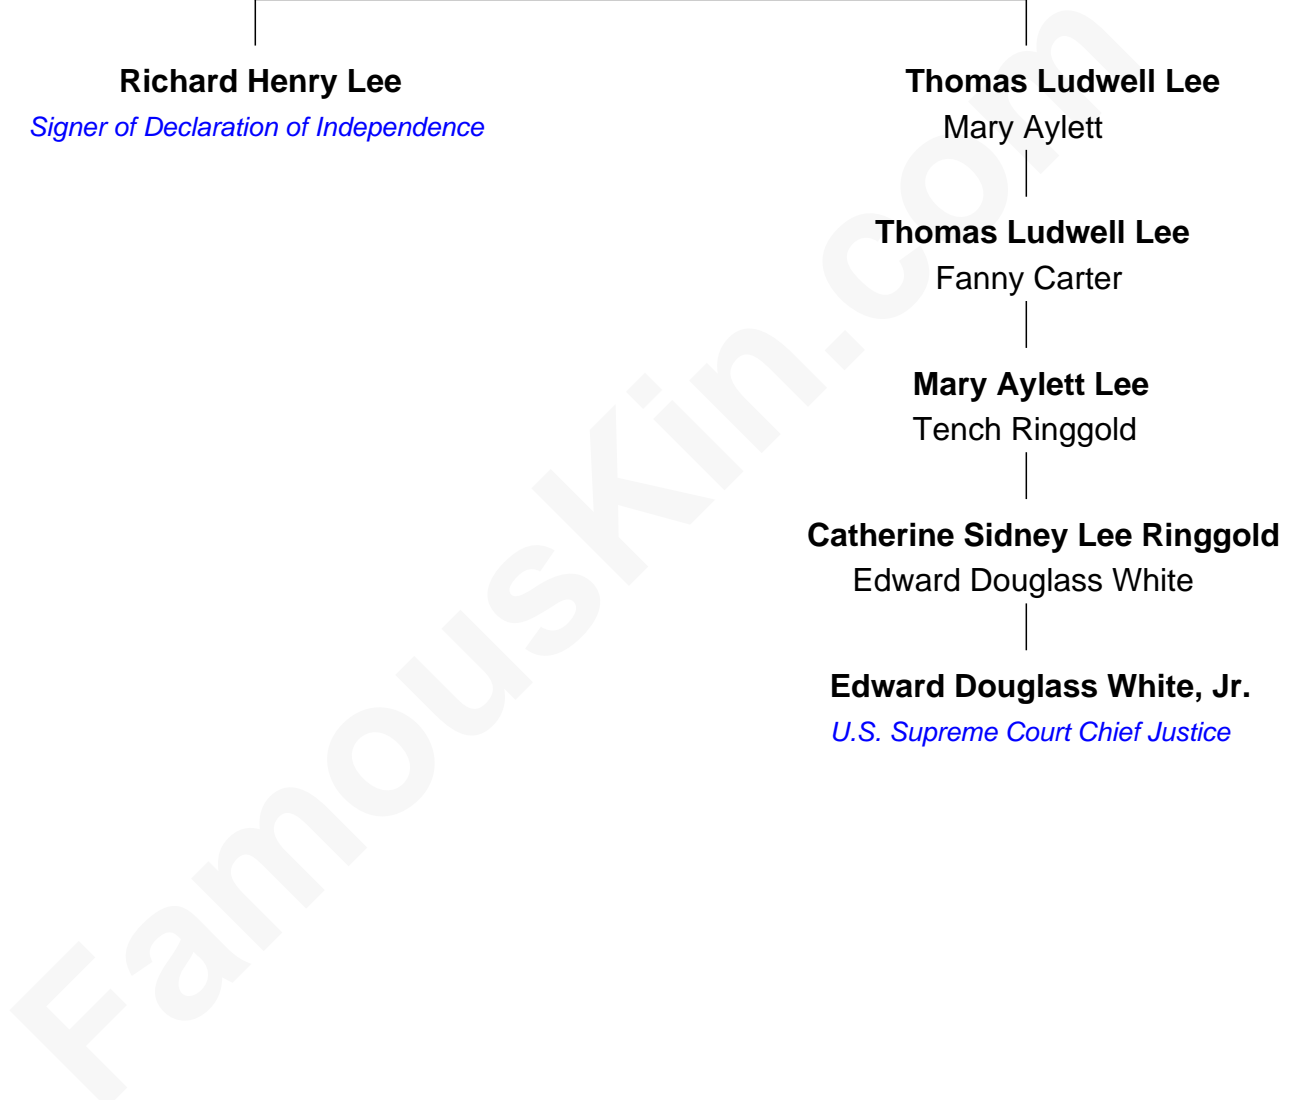 Richard Henry Lee
Signer of Declaration of Independence
Thomas Ludwell Lee
Mary Aylett
Thomas Ludwell Lee
Fanny Carter
Mary Aylett Lee
Tench Ringgold
Catherine Sidney Lee Ringgold
Edward Douglass White
Edward Douglass White, Jr.
U.S. Supreme Court Chief Justice
FamousKin.com